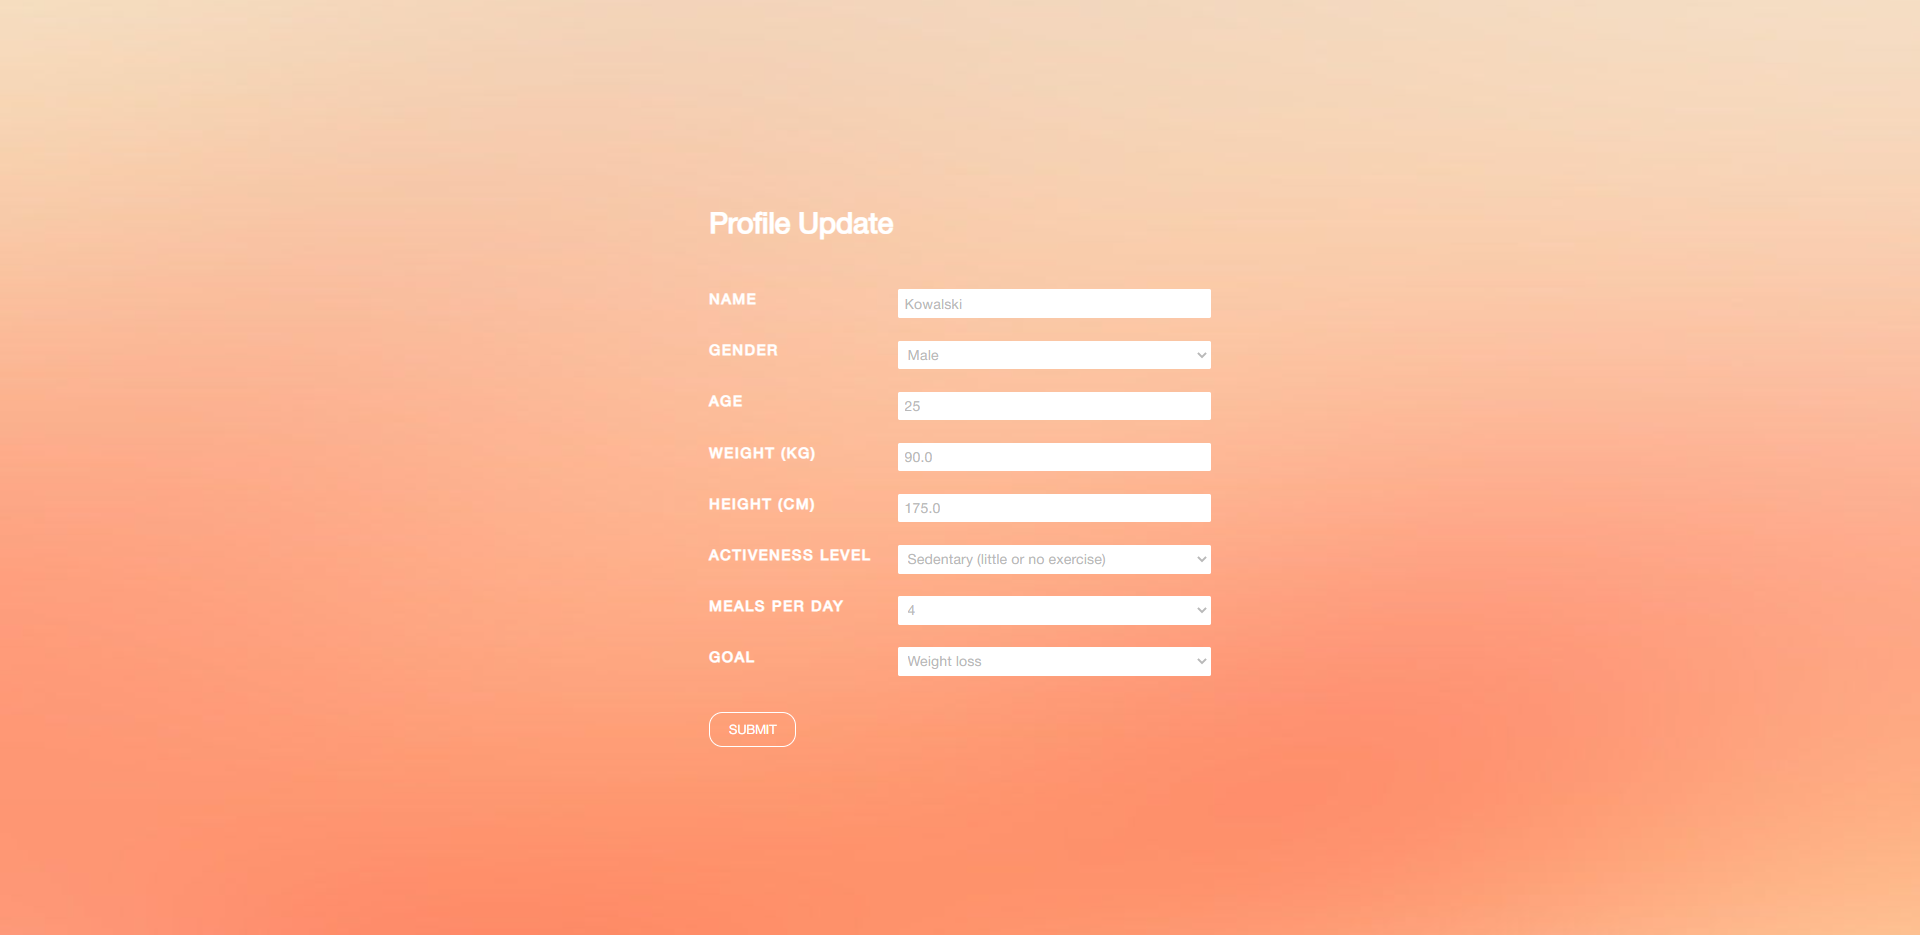 Profile Update
NAME Kowalski
GENDER Male
AGE 25
WEIGHT (KG) 90.0
HEIGHT (CM) 175.0
ACTIVENESS LEVEL Sedentary (little or no exercise)
MEALS PER DAY 4
GOAL Weight loss
SUBMIT